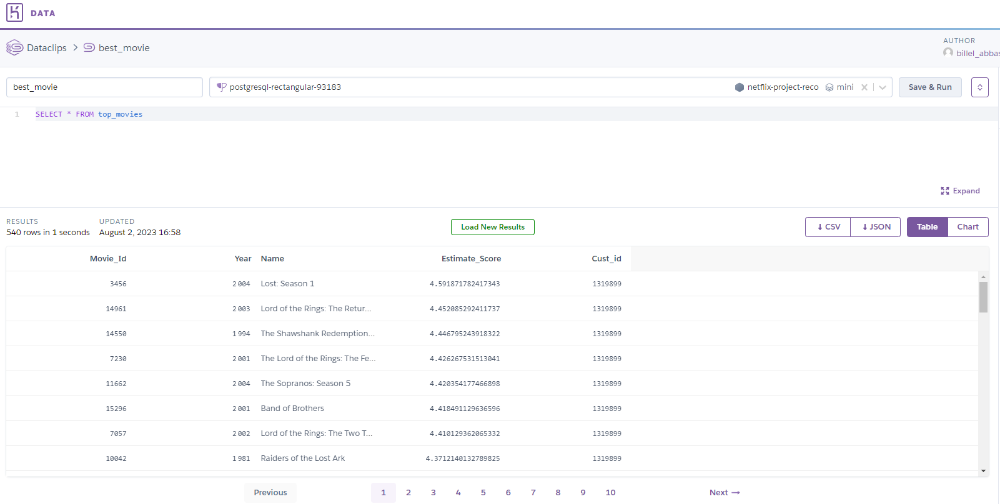 DATA
Dataclips > best_movie
AUTHOR
billel_abbas
best_movie
postgresql-rectangular-93183 netflix-project-reco mini X Save & Run
1 SELECT * FROM top_movies
Expand
RESULTS UPDATED
540 rows in 1 seconds August 2, 2023 16:58
Load New Results
CSV JSON Table Chart
Movie_Id Year Name Estimate_Score Cust_id
3456 2004 Lost: Season 1 4.591871782417343 1319899
14961 2003 Lord of the Rings: The Retur... 4.452085292411737 1319899
14550 1994 The Shawshank Redemption... 4.446795243918322 1319899
7230 2001 The Lord of the Rings: The Fe... 4.426267531513041 1319899
11662 2004 The Sopranos: Season 5 4.420354177466898 1319899
15296 2001 Band of Brothers 4.418491129636596 1319899
7057 2002 Lord of the Rings: The Two T... 4.410129362065332 1319899
10042 1981 Raiders of the Lost Ark 4.3712140132789825 1319899
Previous 1 2 3 4 5 6 7 8 9 10 Next →